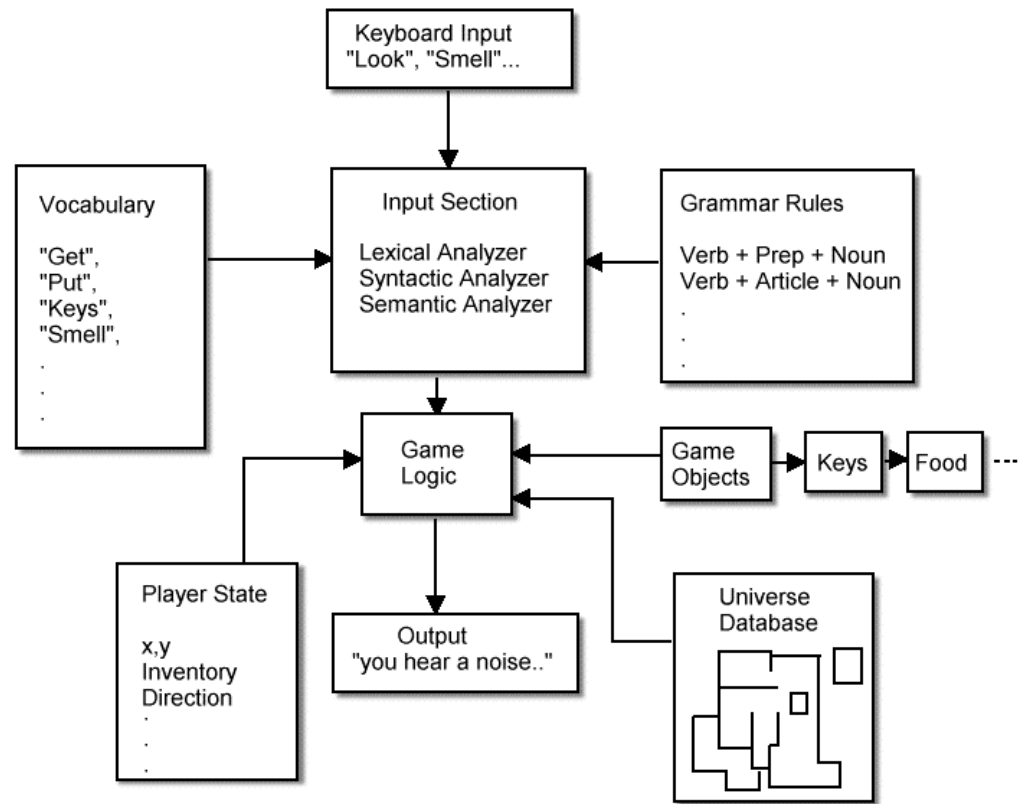 Keyboard Input
"Look", "Smell"...
Vocabulary
"Get",
"Put",
"Keys",
"Smell",
.
.
.
Input Section
Lexical Analyzer
Syntactic Analyzer
Semantic Analyzer
Grammar Rules
Verb + Prep + Noun
Verb + Article + Noun
.
.
.
Game
Logic
Game
Objects
Keys
Food
Player State
x,y
Inventory
Direction
.
.
.
Output
"you hear a noise.."
Universe
Database